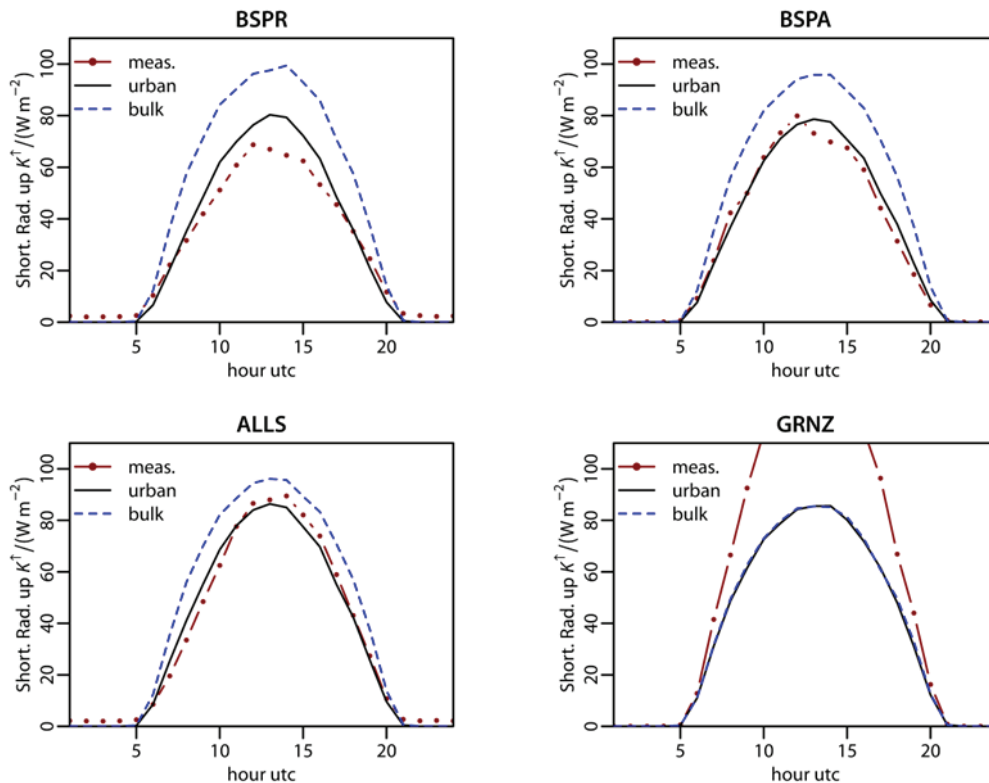 BSPR
Short. Rad. up K↑/(W m−2)
100
80
60
40
20
0
meas.
urban
bulk
5 10 15 20
hour utc
BSPA
Short. Rad. up K↑/(W m−2)
100
80
60
40
20
0
meas.
urban
bulk
5 10 15 20
hour utc
ALLS
Short. Rad. up K↑/(W m−2)
100
80
60
40
20
0
meas.
urban
bulk
5 10 15 20
hour utc
GRNZ
Short. Rad. up K↑/(W m−2)
100
80
60
40
20
0
meas.
urban
bulk
5 10 15 20
hour utc